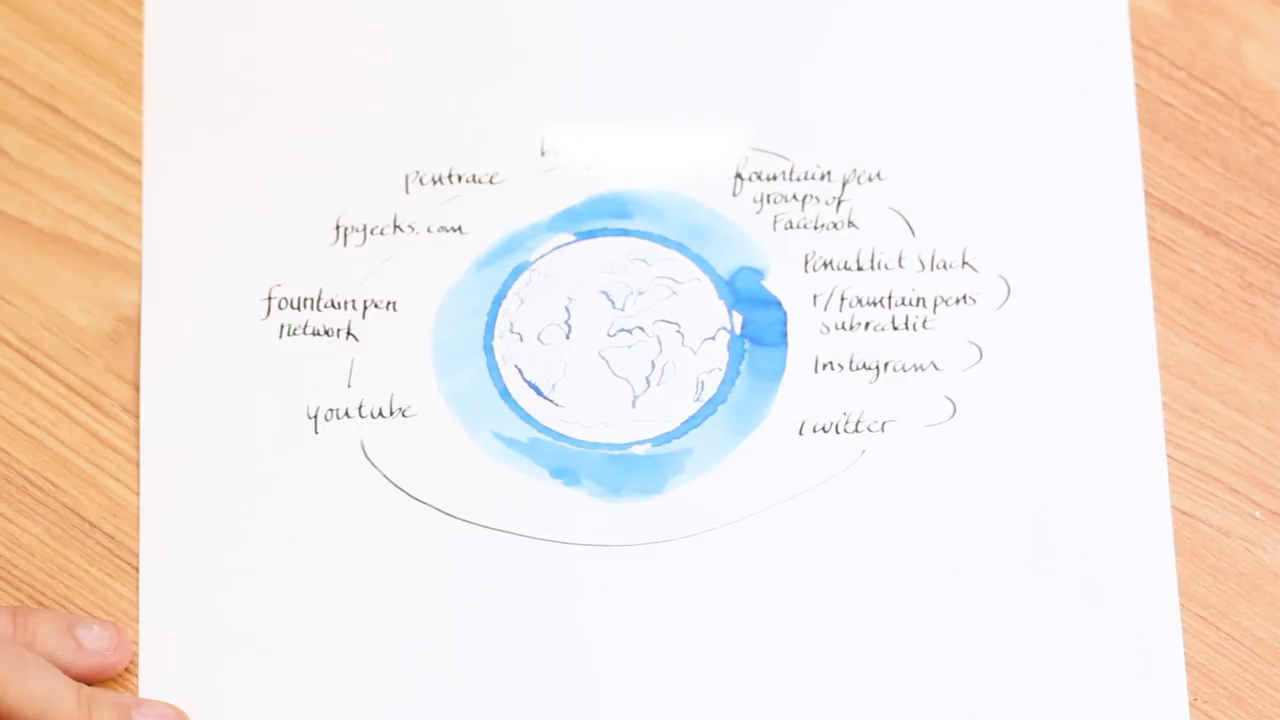 pentrace
fpgeeks.com
fountain pen
network
youtube
fountain pen
groups of
Facebook
Penaddict Slack
r/fountainpens
subreddit
Instagram
Twitter